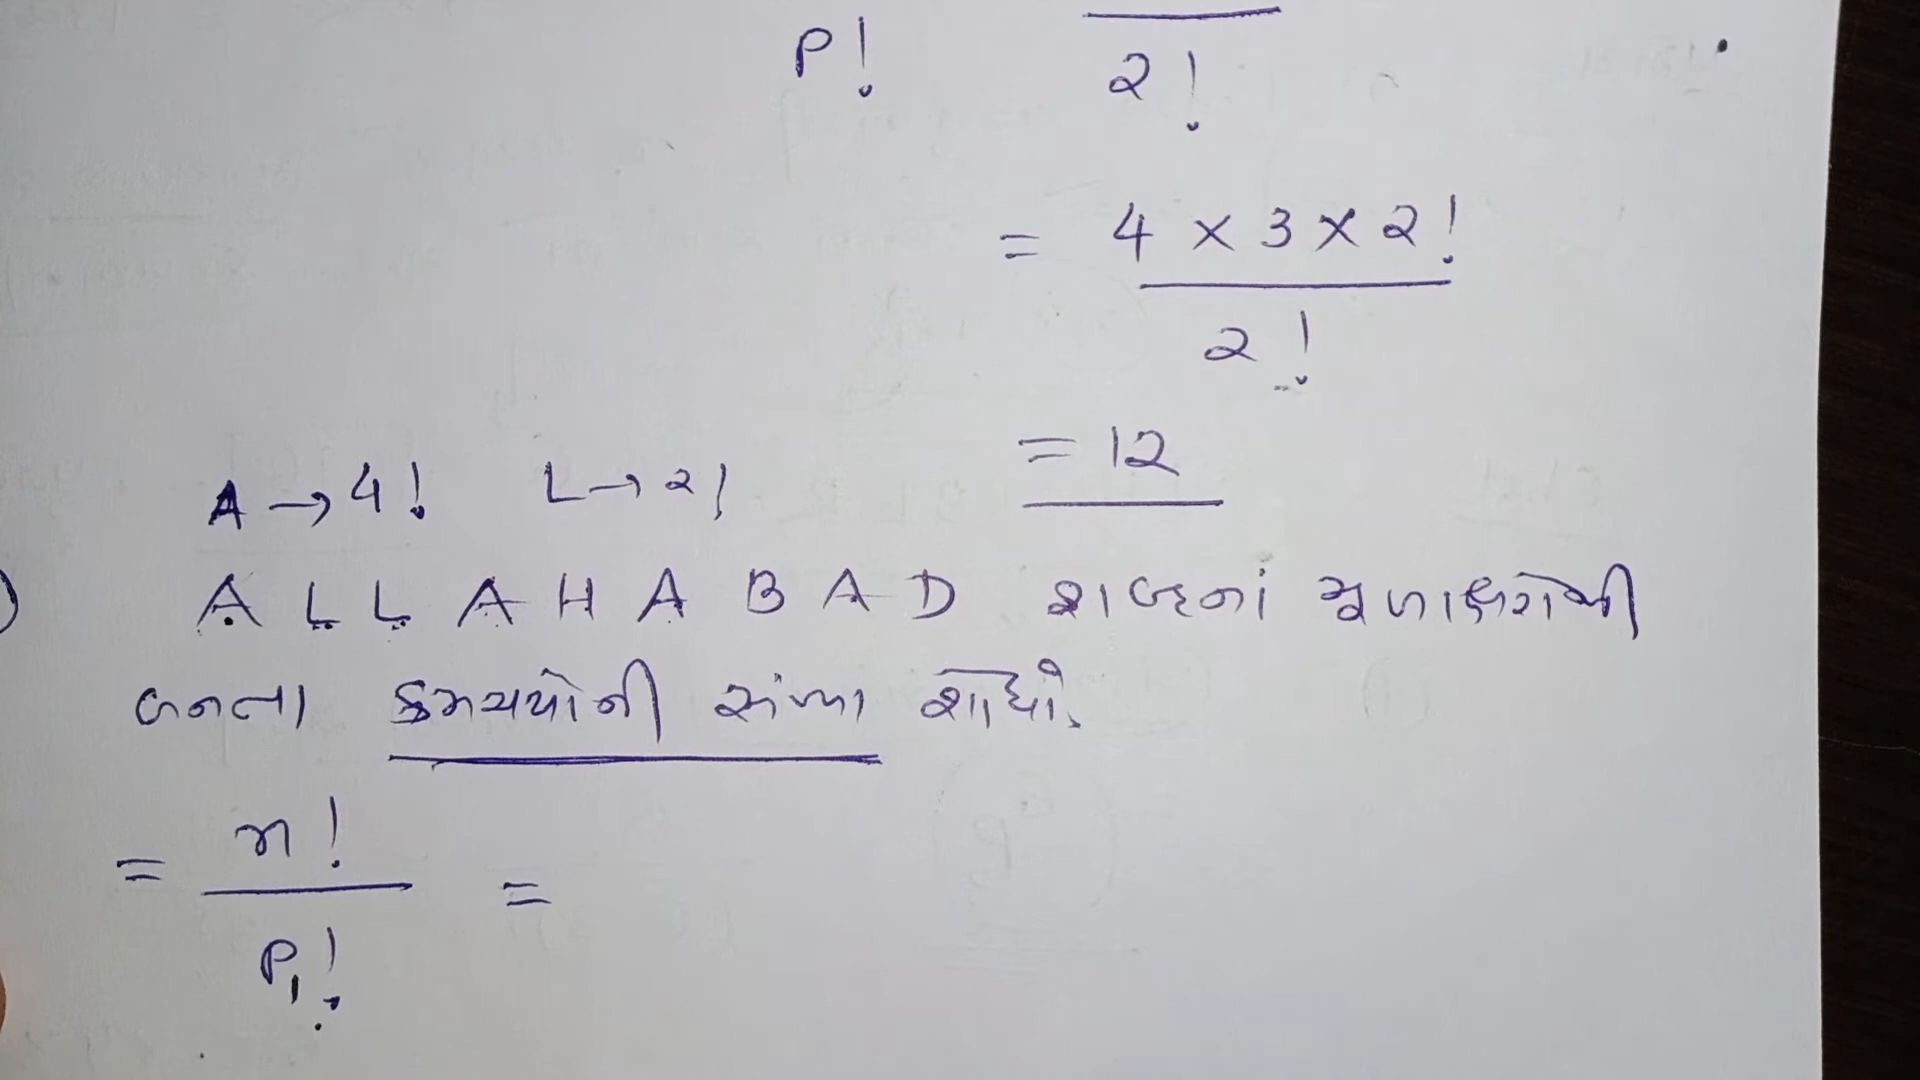 P! 2!
= 4 × 3 × 2!
2!
= 12
A → 4! L → 2!
) A L L A H A B A D શબ્દનાં મૂળાક્ષરોથી
બનતા ક્રમચયોની સંખ્યા શોધો.
= n! =
P₁!